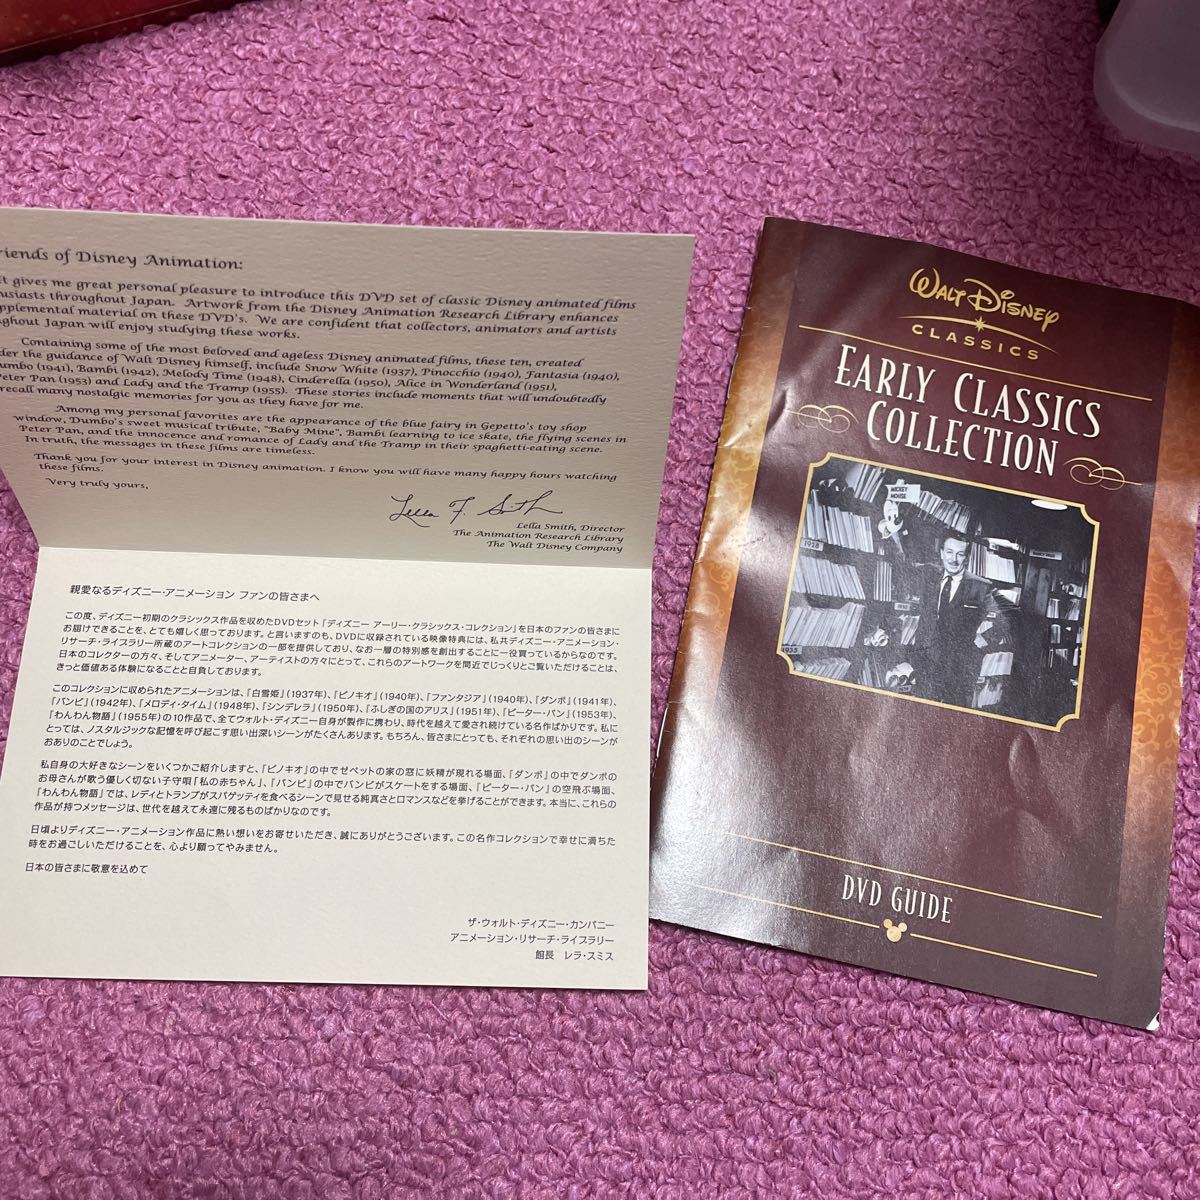 riends of Disney Animation:
It gives me great personal pleasure to introduce this DVD set of classic Disney animated films
usiasts throughout Japan. Artwork from the Disney Animation Research Library enhances
pplemental material on these DVD's. We are confident that collectors, animators and artists
ghout Japan will enjoy studying these works.
Containing some of the most beloved and ageless Disney animated films, these ten, created
der the guidance of Walt Disney himself, include Snow White (1937), Pinocchio (1940), Fantasia (1940),
umbo (1941), Bambi (1942), Melody Time (1948), Cinderella (1950), Alice in Wonderland (1951),
Peter Pan (1953) and Lady and the Tramp (1955). These stories include moments that will undoubtedly
recall many nostalgic memories for you as they have for me.
Among my personal favorites are the appearance of the blue fairy in Gepetto's toy shop
window, Dumbo's sweet musical tribute, "Baby Mine", Bambi learning to ice skate, the flying scenes in
Peter Pan, and the innocence and romance of Lady and the Tramp in their spaghetti-eating scene.
In truth, the messages in these films are timeless.
Thank you for your interest in Disney animation. I know you will have many happy hours watching
these films.
Very truly yours,
Lella F. Smith
Lella Smith, Director
The Animation Research Library
The Walt Disney Company
親愛なるディズニー・アニメーション ファンの皆さまへ
この度、ディズニー初期のクラシックス作品を収めたDVDセット「ディズニー アーリー・クラシックス・コレクション」を日本のファンの皆さまに
お届けできることを、とても嬉しく思っております。と言いますのも、DVDに収録されている映像特典には、私共ディズニー・アニメーション・
リサーチ・ライブラリー所蔵のアートコレクションの一部を提供しており、なお一層の特別感を創出することに一役買っているからなのです。
日本のコレクターの方々、そしてアニメーター、アーティストの方々にとって、これらのアートワークを間近でじっくりとご覧いただけることは、
きっと価値ある体験になることと自負しております。
このコレクションに収められたアニメーションは、「白雪姫」(1937年)、「ピノキオ」(1940年)、「ファンタジア」(1940年)、「ダンボ」(1941年)、
「バンビ」(1942年)、「メロディ・タイム」(1948年)、「シンデレラ」(1950年)、「ふしぎの国のアリス」(1951年)、「ピーター・パン」(1953年)、
「わんわん物語」(1955年)の10作品で、全てウォルト・ディズニー自身が製作に携わり、時代を越えて愛され続けている名作ばかりです。私に
とっては、ノスタルジックな記憶を呼び起こす思い出深いシーンがたくさんあります。もちろん、皆さまにとっても、それぞれの思い出のシーンが
おありのことでしょう。
私自身の大好きなシーンをいくつかご紹介しますと、「ピノキオ」の中でゼペットの家の窓に妖精が現れる場面、「ダンボ」の中でダンボの
お母さんが歌う優しく切ない子守唄「私の赤ちゃん」、「バンビ」の中でバンビがスケートをする場面、「ピーター・パン」の空飛ぶ場面、
「わんわん物語」では、レディとトランプがスパゲッティを食べるシーンで見せる純真さとロマンスなどを挙げることができます。本当に、これらの
作品が持つメッセージは、世代を越えて永遠に残るものばかりなのです。
日頃よりディズニー・アニメーション作品に熱い想いをお寄せいただき、誠にありがとうございます。この名作コレクションで幸せに満ちた
時をお過ごしいただけることを、心より願ってやみません。
日本の皆さまに敬意を込めて
ザ・ウォルト・ディズニー・カンパニー
アニメーション・リサーチ・ライブラリー
館長 レラ・スミス
WALT DISNEY
CLASSICS
EARLY CLASSICS
COLLECTION
MICKEY
MOUSE
1928
1935
DVD GUIDE